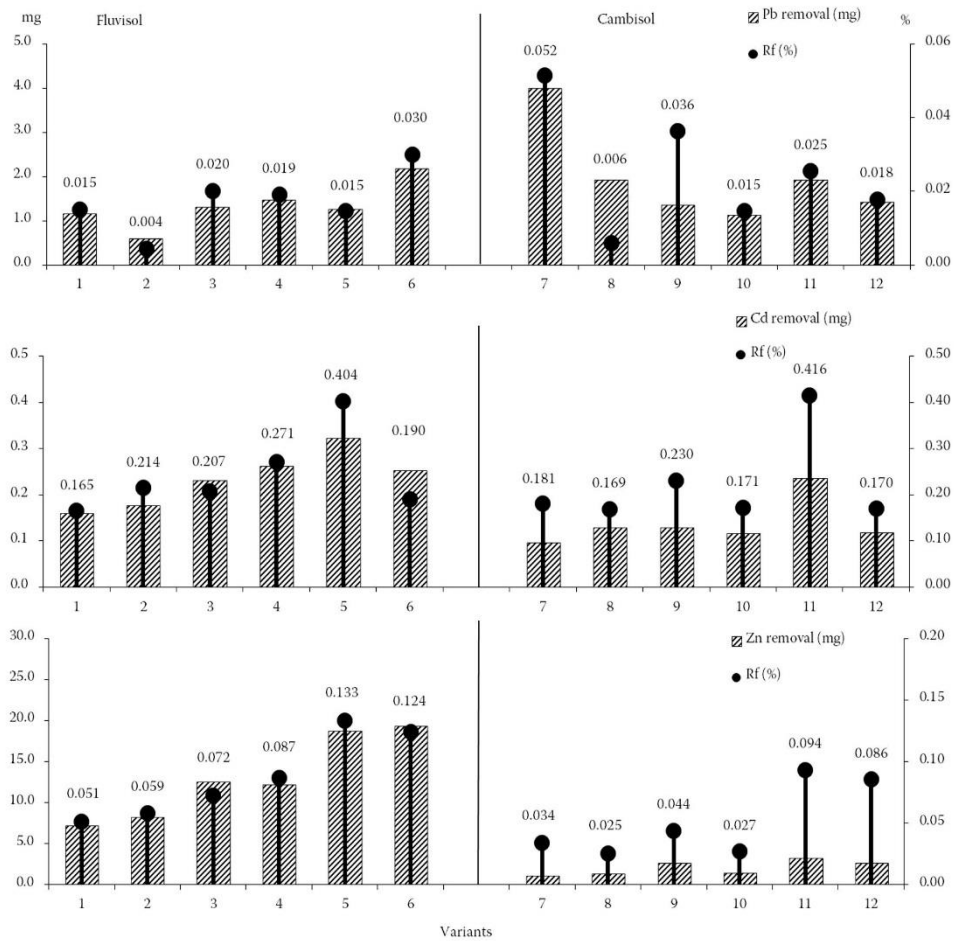 mg Fluvisol Cambisol Pb removal (mg) %
5.0 0.06
Rf (%)
0.052
4.0
0.036
0.04
3.0 0.030
0.025
2.0 0.020 0.019 0.006 0.018
0.015 0.015 0.015 0.02
0.004
1.0
0.0 0.00
1 2 3 4 5 6 7 8 9 10 11 12
Cd removal (mg)
0.5 Rf (%) 0.50
0.404 0.416
0.4 0.40
0.271 0.190
0.3 0.214 0.207 0.230 0.30
0.165 0.181 0.169 0.171 0.170
0.2 0.20
0.1 0.10
0.0 0.00
1 2 3 4 5 6 7 8 9 10 11 12
30.0 Zn removal (mg) 0.20
25.0 Rf (%)
0.133 0.124 0.15
20.0
0.087 0.094 0.086
15.0 0.072 0.10
0.051 0.059
10.0 0.034 0.025 0.044 0.027
0.05
5.0
0.0 0.00
1 2 3 4 5 6 7 8 9 10 11 12
Variants